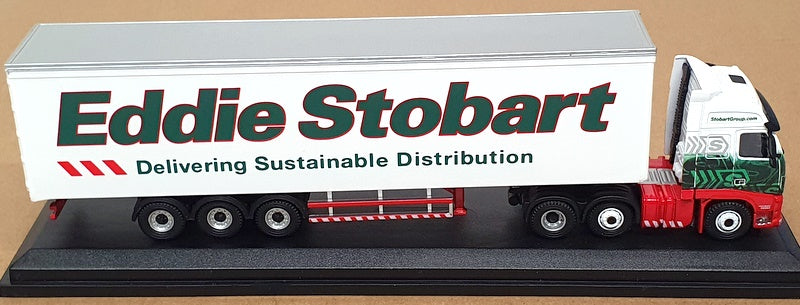 Eddie Stobart
Delivering Sustainable Distribution
StobartGroup.com
S